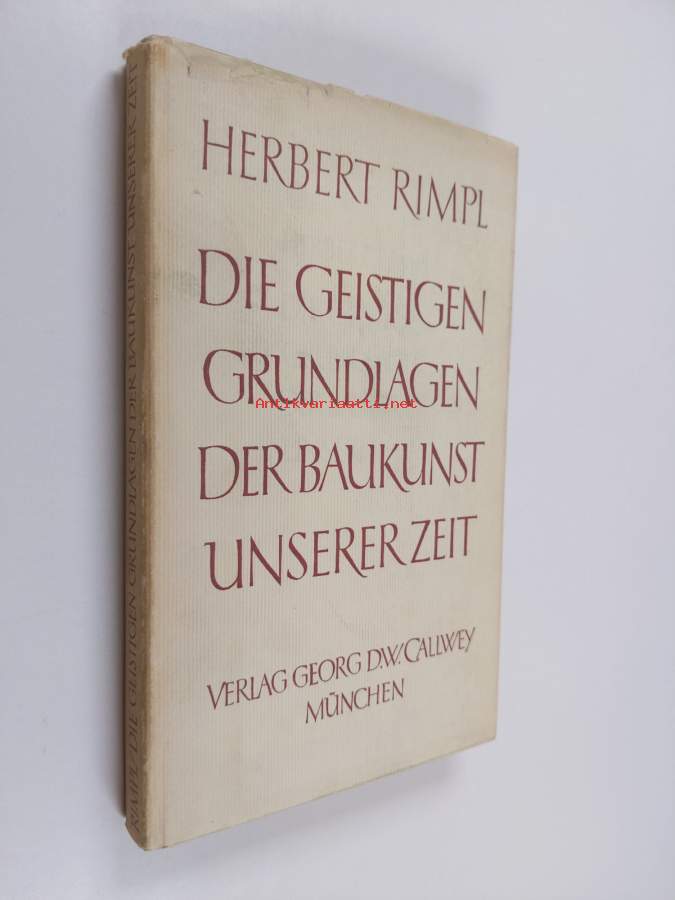 HERBERT RIMPL
DIE GEISTIGEN
GRUNDLAGEN
DER BAUKUNST
UNSERER ZEIT
VERLAG GEORG D.W. CALLWEY
MÜNCHEN
RIMPL / DIE GEISTIGEN GRUNDLAGEN DER BAUKUNST UNSERER ZEIT
Antikvariaatti.net